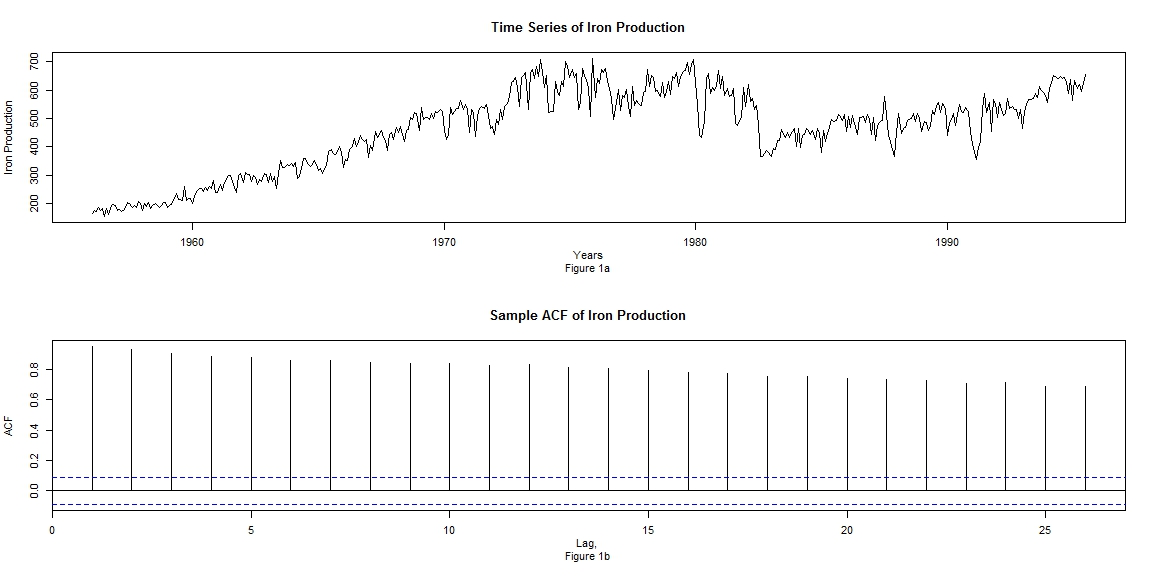 Time Series of Iron Production
Iron Production
700
600
500
400
300
200
1960 1970 1980 1990
Years
Figure 1a
Sample ACF of Iron Production
ACF
0.8
0.6
0.4
0.2
0.0
0 5 10 15 20 25
Lag,
Figure 1b